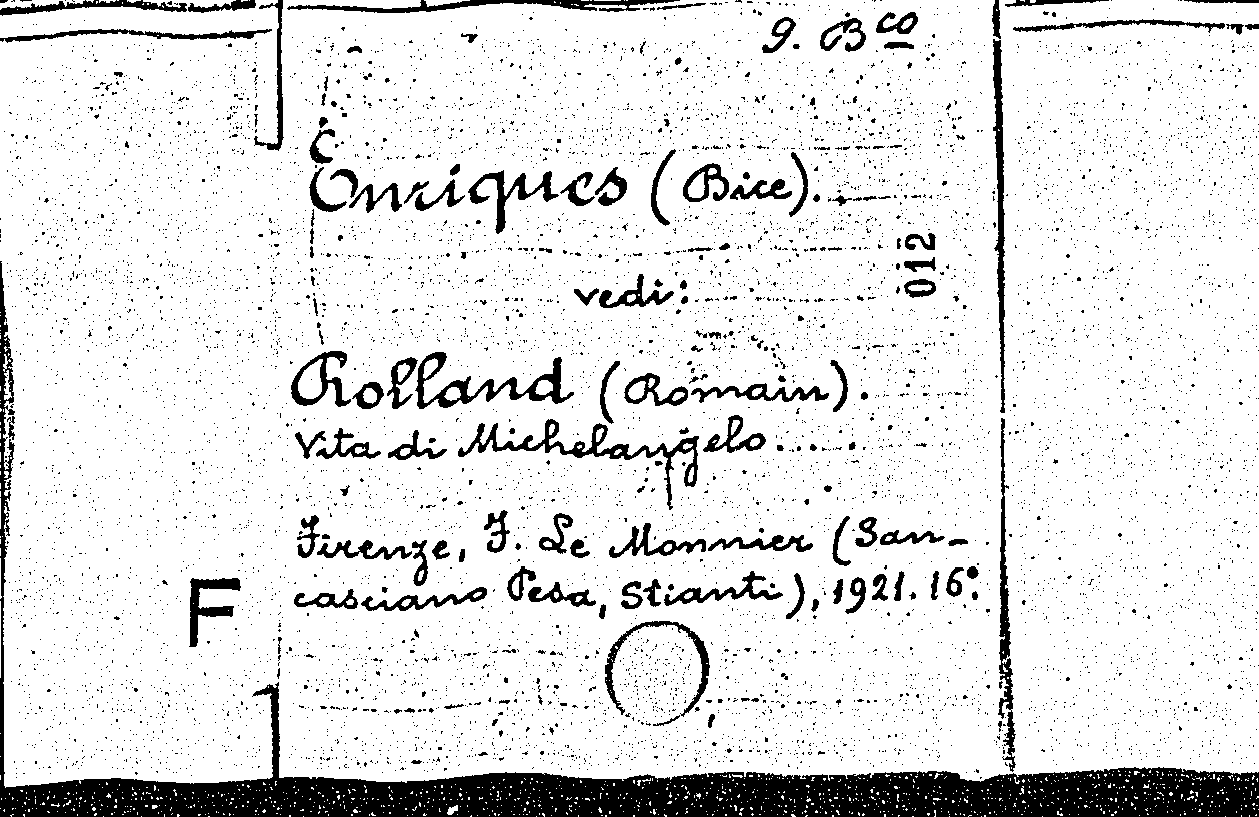 9. Bco
Enriques (Bice).
012
vedi:
Rolland (Romain).
Vita di Michelangelo.....
Firenze, F. Le Monnier (San-
casciano Pesa, Stianti), 1921. 16°.
F